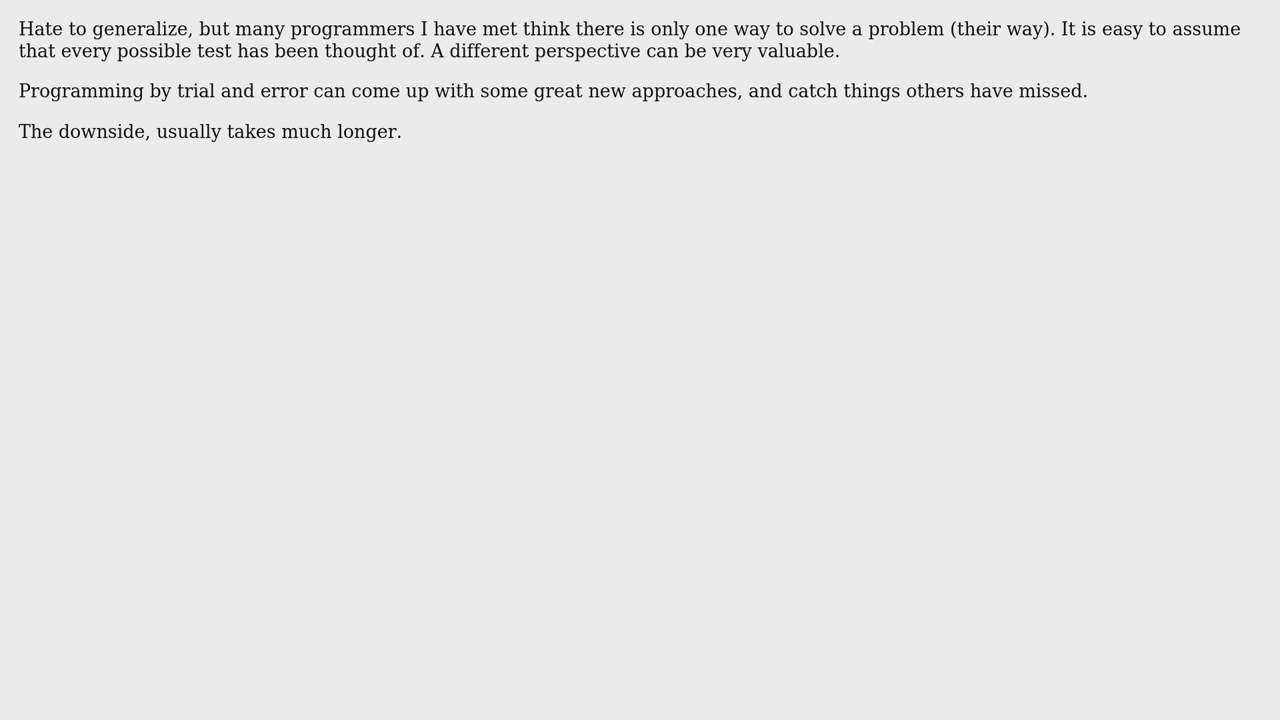 Hate to generalize, but many programmers I have met think there is only one way to solve a problem (their way). It is easy to assume
that every possible test has been thought of. A different perspective can be very valuable.
Programming by trial and error can come up with some great new approaches, and catch things others have missed.
The downside, usually takes much longer.